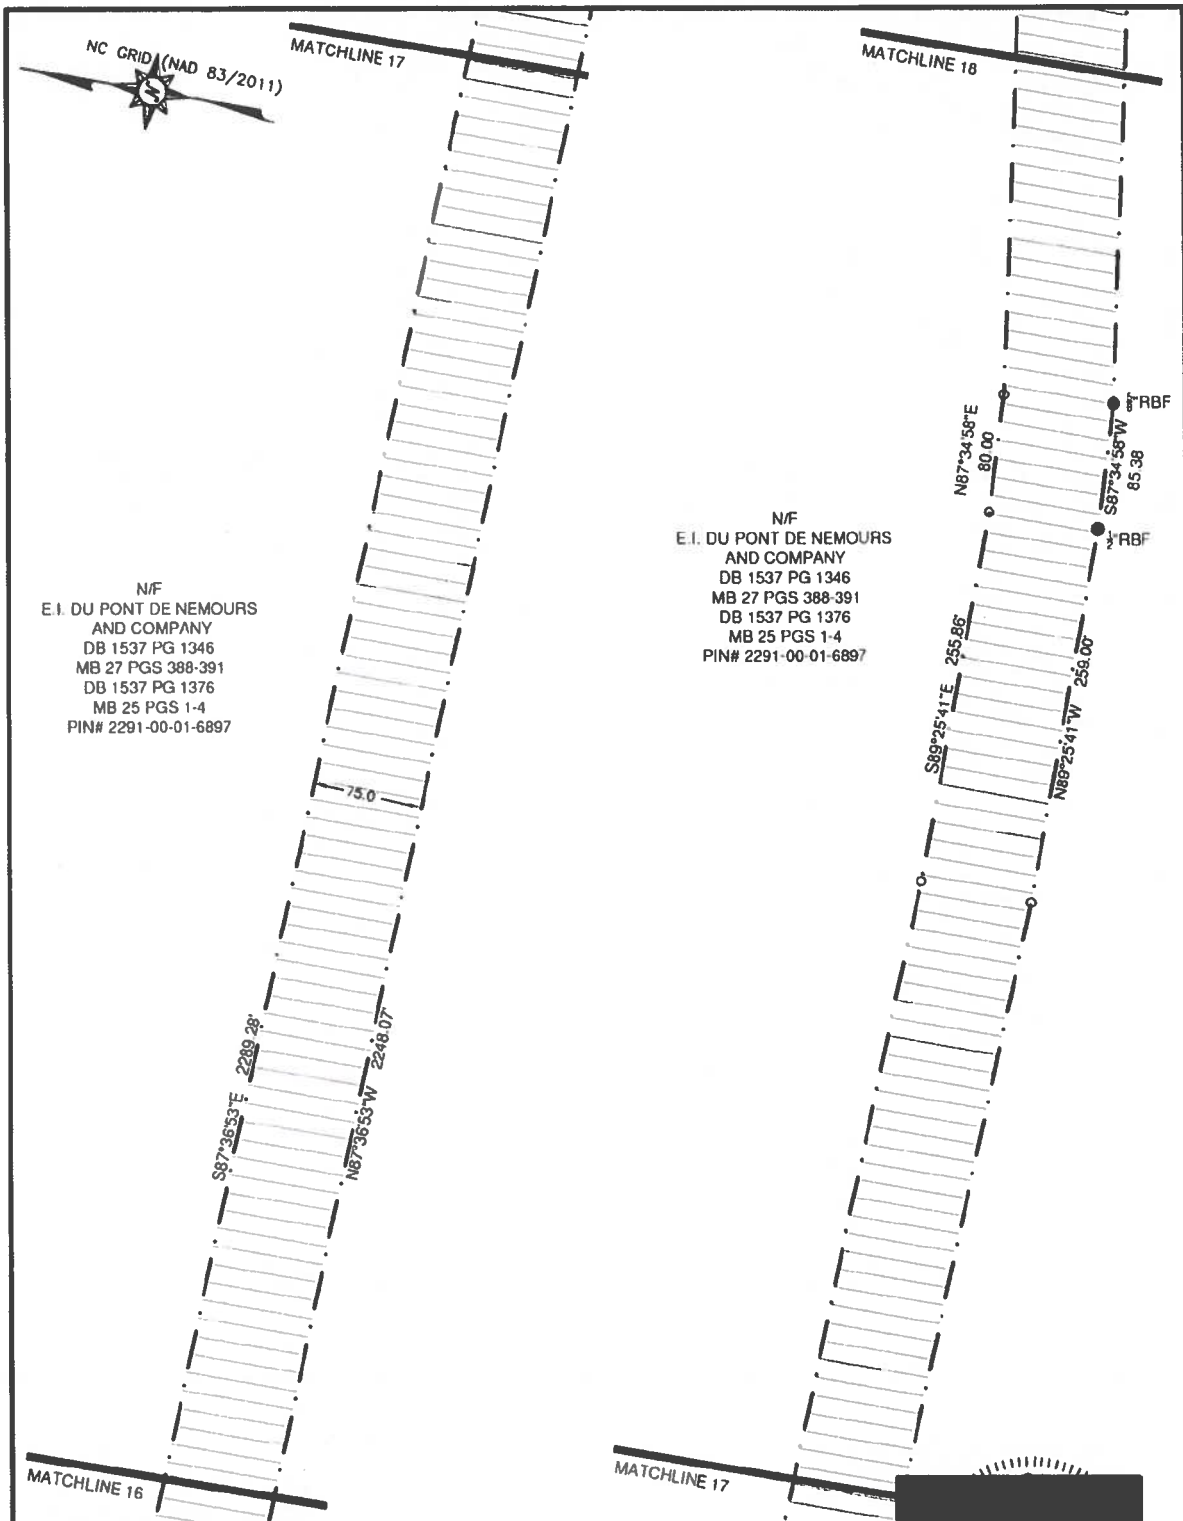 NC GRID (NAD 83/2011)
MATCHLINE 17
N/F
E.I. DU PONT DE NEMOURS
AND COMPANY
DB 1537 PG 1346
MB 27 PGS 388-391
DB 1537 PG 1376
MB 25 PGS 1-4
PIN# 2291-00-01-6897
75.0'
S87°36'53"E 2289.28'
N87°36'53"W 2248.07'
MATCHLINE 16
MATCHLINE 18
N87°34'58"E
80.00
S87°34'58"W
85.38
5/8"RBF
1/2"RBF
N/F
E.I. DU PONT DE NEMOURS
AND COMPANY
DB 1537 PG 1346
MB 27 PGS 388-391
DB 1537 PG 1376
MB 25 PGS 1-4
PIN# 2291-00-01-6897
S89°25'41"E 255.86'
N89°25'41"W 259.00'
MATCHLINE 17